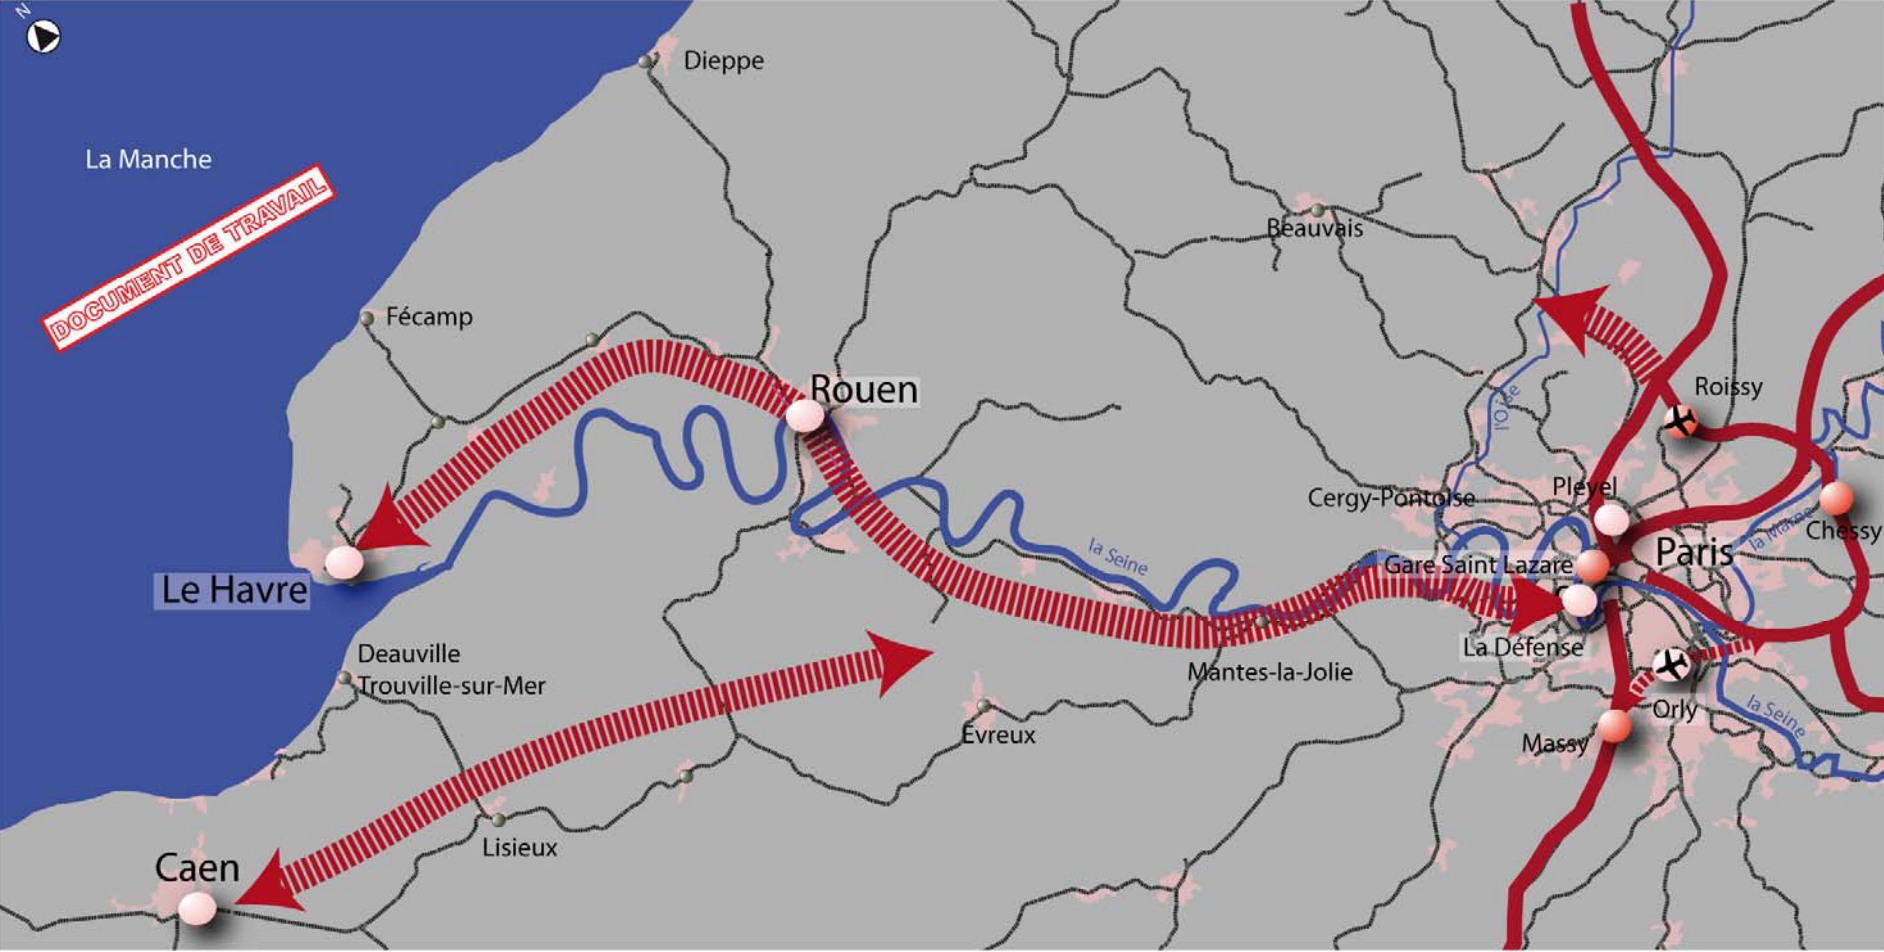 N
Dieppe
La Manche
DOCUMENT DE TRAVAIL
Beauvais
Fécamp
Rouen
Roissy
l'Oise
Pleyel
Cergy-Pontoise
Chessy
la Marne
la Seine
Gare Saint Lazare
Paris
Le Havre
La Défense
Deauville
Trouville-sur-Mer
Mantes-la-Jolie
Orly
la Seine
Evreux
Massy
Lisieux
Caen